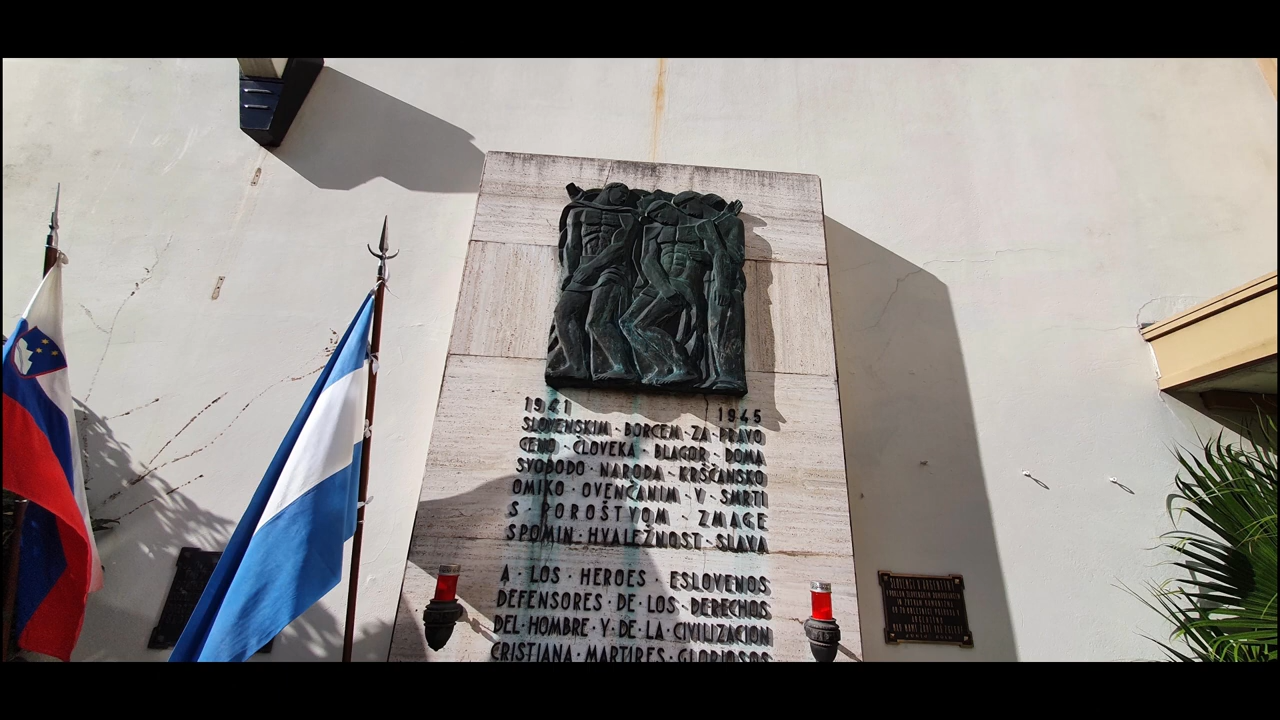 1941 1945
SLOVENSKIM · BORCEM · ZA · PRAVO
CENO · ČLOVEKA · BLAGOR · DOMA
SVOBODO · NARODA · KRŠČANSKO
OMIKO · OVENČANIM · V · SMRTI
S · POROŠTVOM · ZMAGE
SPOMIN · HVALEŽNOST · SLAVA
A · LOS · HEROES · ESLOVENOS
DEFENSORES · DE · LOS · DERECHOS
DEL · HOMBRE · Y · DE · LA · CIVILIZACION
CRISTIANA · MARTIRES · GLORIOSOS